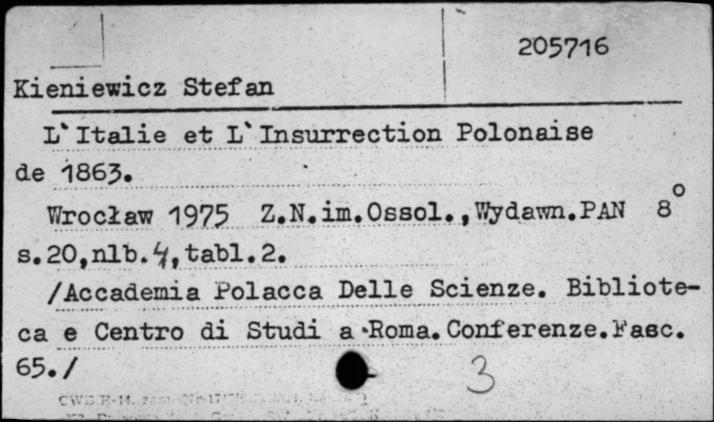 205716
Kieniewicz Stefan
L`Italie et L`Insurrection Polonaise
de 1863.
Wrocław 1975 Z.N.im.Ossol.,Wydawn.PAN 8°
s.20,nlb.4,tabl.2.
/Accademia Polacca Delle Scienze. Bibliote-
ca e Centro di Studi a Roma.Conferenze.Fasc.
65./
3